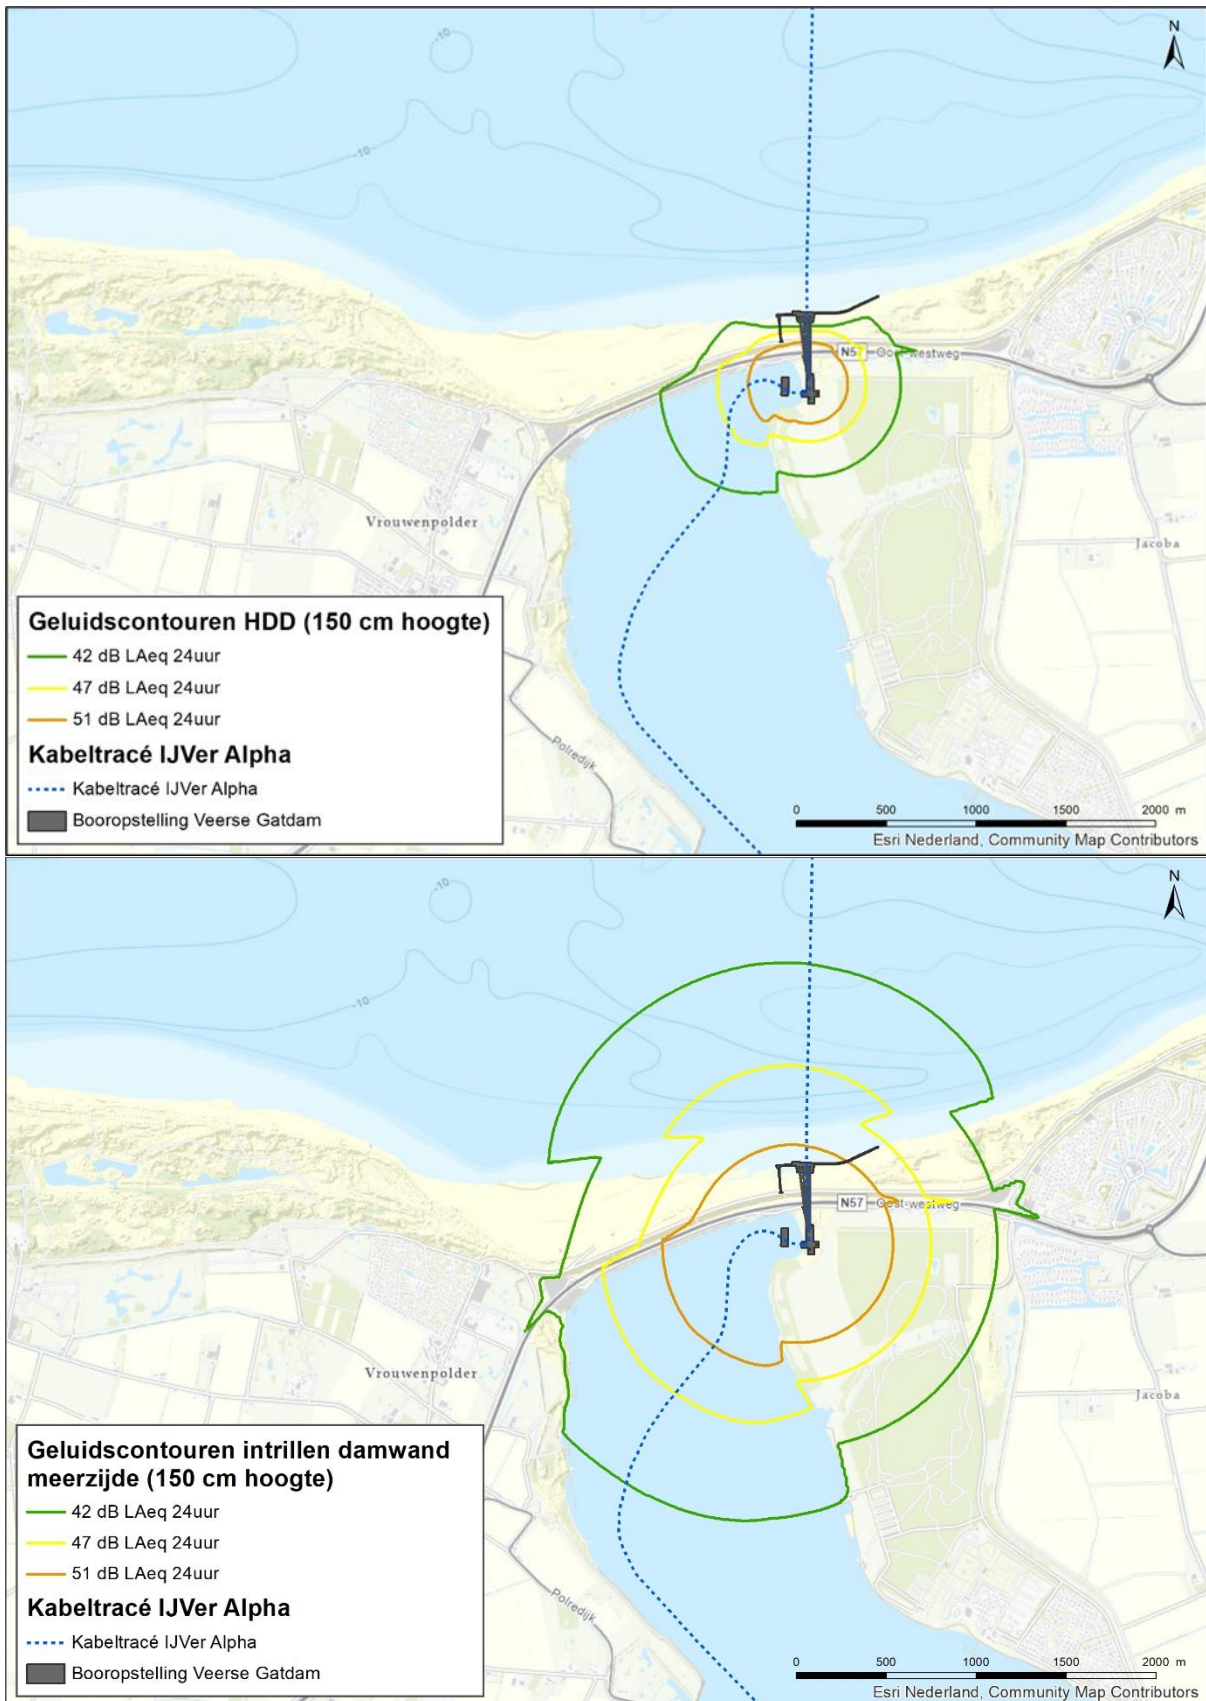 N
-10
-10
N57
Oost-westweg
Vrouwenpolder
Jacoba
Polredijk
Geluidscontouren HDD (150 cm hoogte)
42 dB LAeq 24uur
47 dB LAeq 24uur
51 dB LAeq 24uur
Kabeltracé IJVer Alpha
Kabeltracé IJVer Alpha
Booropstelling Veerse Gatdam
0 500 1000 1500 2000 m
Esri Nederland, Community Map Contributors
N
-10
-10
N57
Oost-westweg
Vrouwenpolder
Jacoba
Polredijk
Geluidscontouren intrillen damwand
meerzijde (150 cm hoogte)
42 dB LAeq 24uur
47 dB LAeq 24uur
51 dB LAeq 24uur
Kabeltracé IJVer Alpha
Kabeltracé IJVer Alpha
Booropstelling Veerse Gatdam
0 500 1000 1500 2000 m
Esri Nederland, Community Map Contributors